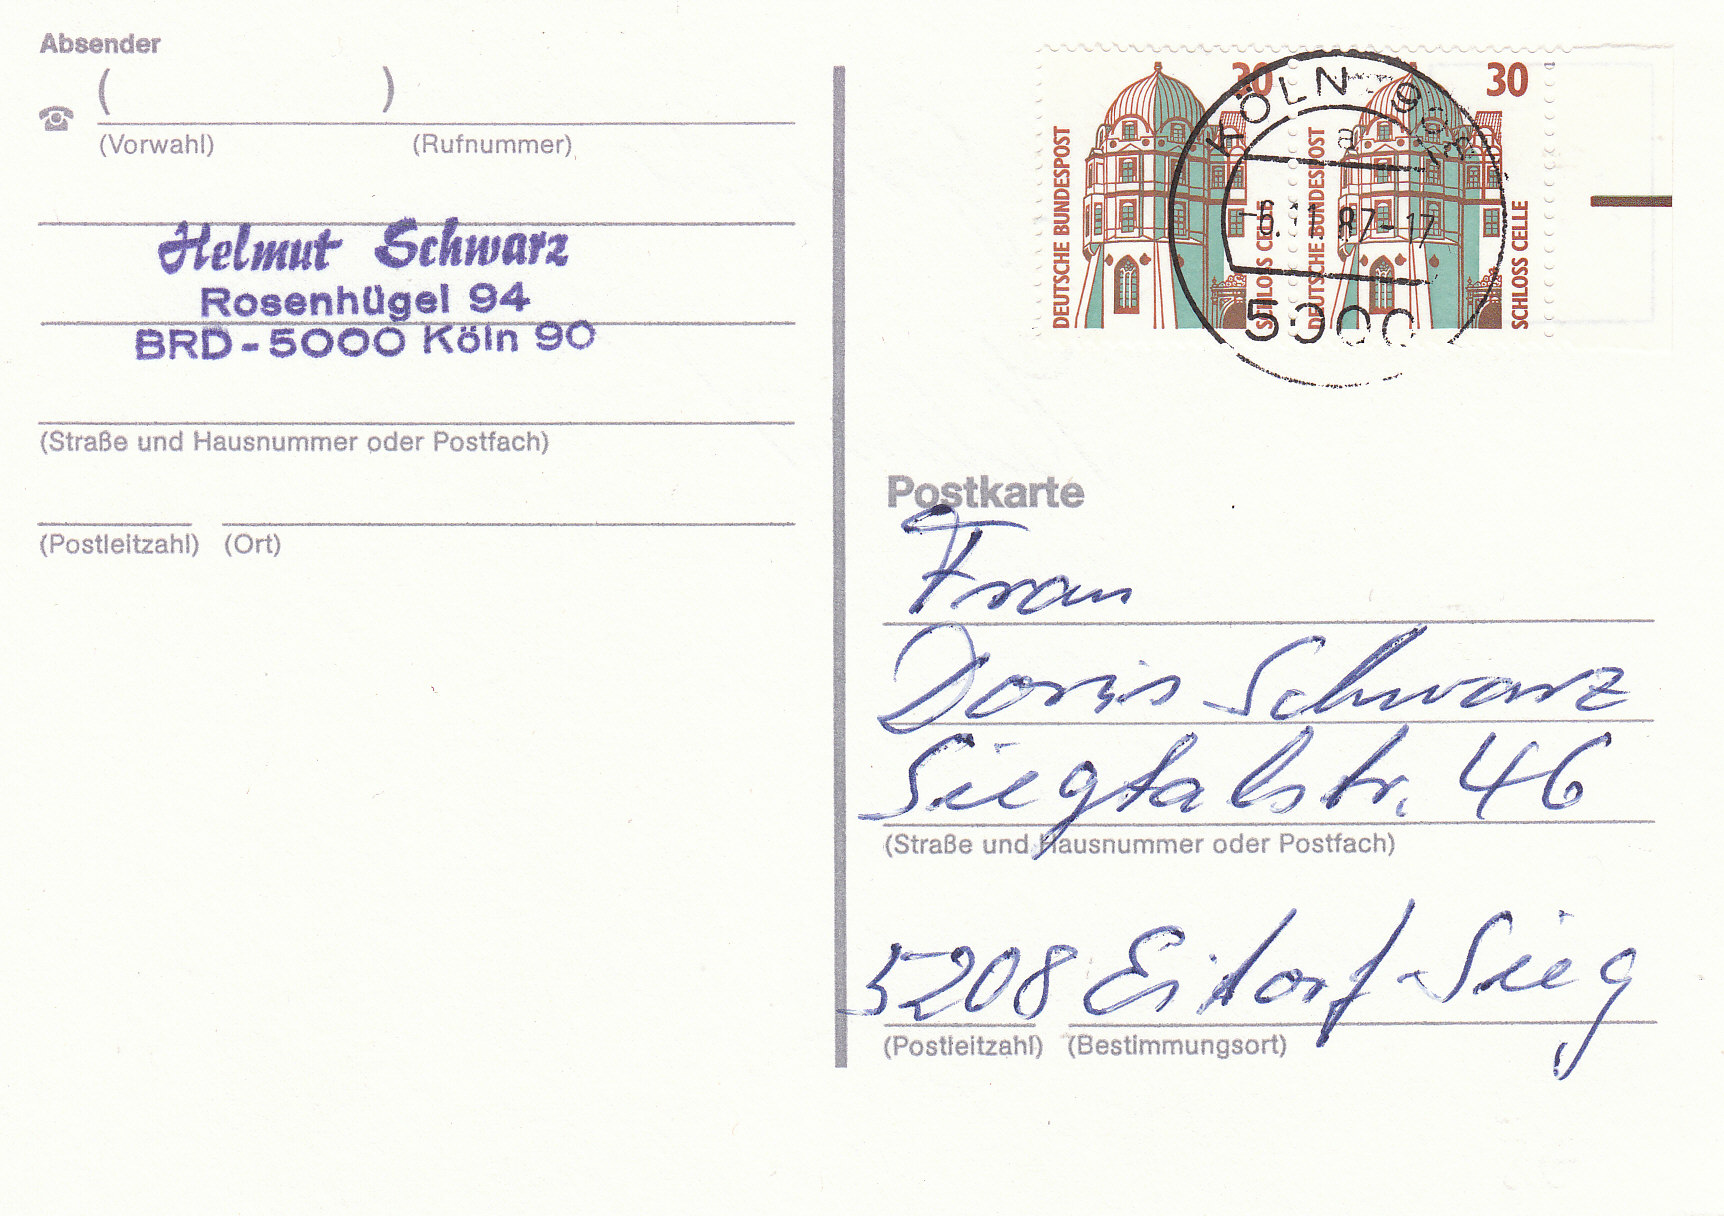 Absender
( )
(Vorwahl) (Rufnummer)
Helmut Schwarz
Rosenhügel 94
BRD-5000 Köln 90
(Straße und Hausnummer oder Postfach)
(Postleitzahl) (Ort)
30 30
DEUTSCHE BUNDESPOST
SCHLOSS CELLE
DEUTSCHE BUNDESPOST
SCHLOSS CELLE
KÖLN
a
87-17
5000
Postkarte
Frau
Doris Schwarz
Siegtalstr. 46
(Straße und Hausnummer oder Postfach)
5208 Eitorf-Sieg
(Postleitzahl) (Bestimmungsort)